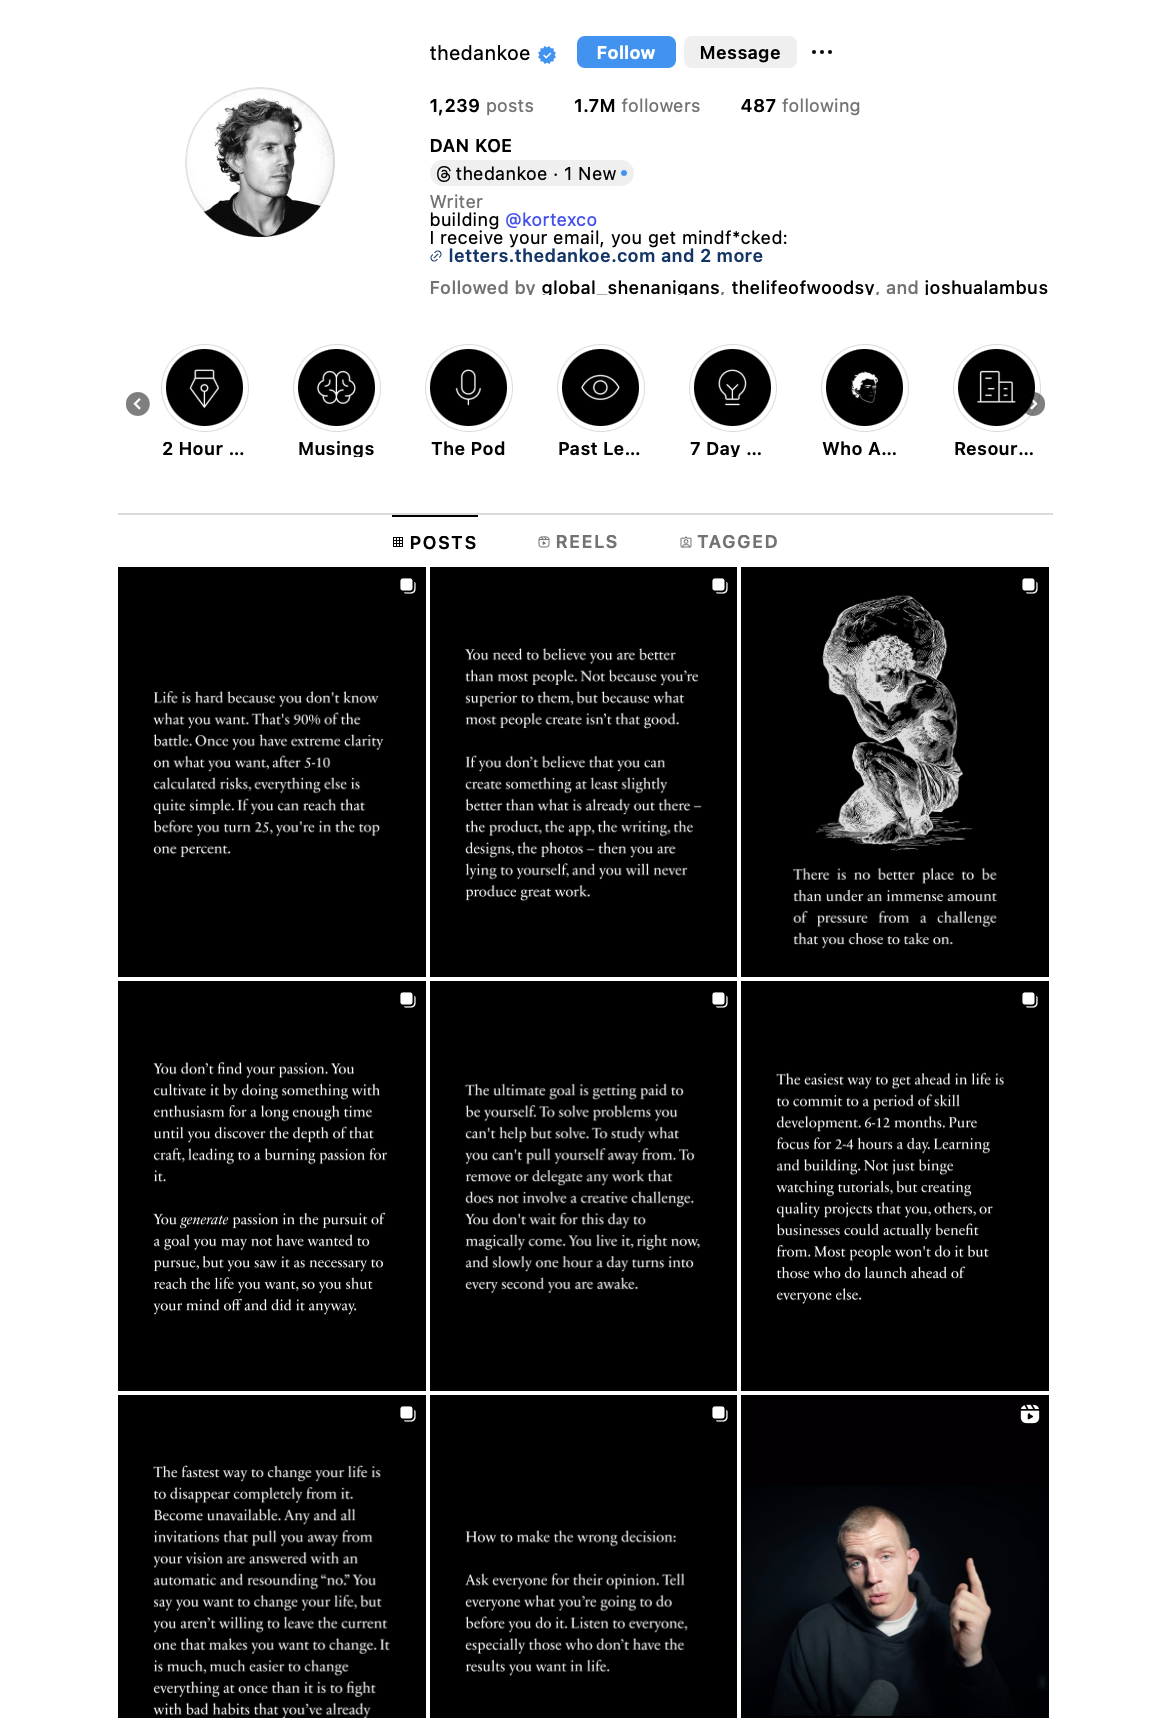 thedankoe Follow Message
1,239 posts 1.7M followers 487 following
DAN KOE
thedankoe · 1 New
Writer
building @kortexco
I receive your email, you get mindf*cked:
letters.thedankoe.com and 2 more
Followed by global_shenanigans, thelifeofwoodsy, and joshualambus
2 Hour ... Musings The Pod Past Le... 7 Day ... Who A... Resour...
POSTS REELS TAGGED
Life is hard because you don't know
what you want. That's 90% of the
battle. Once you have extreme clarity
on what you want, after 5-10
calculated risks, everything else is
quite simple. If you can reach that
before you turn 25, you're in the top
one percent.
You need to believe you are better
than most people. Not because you’re
superior to them, but because what
most people create isn’t that good.
If you don’t believe that you can
create something at least slightly
better than what is already out there –
the product, the app, the writing, the
designs, the photos – then you are
lying to yourself, and you will never
produce great work.
There is no better place to be
than under an immense amount
of pressure from a challenge
that you chose to take on.
You don’t find your passion. You
cultivate it by doing something with
enthusiasm for a long enough time
until you discover the depth of that
craft, leading to a burning passion for
it.
You generate passion in the pursuit of
a goal you may not have wanted to
pursue, but you saw it as necessary to
reach the life you want, so you shut
your mind off and did it anyway.
The ultimate goal is getting paid to
be yourself. To solve problems you
can't help but solve. To study what
you can't pull yourself away from. To
remove or delegate any work that
does not involve a creative challenge.
You don't wait for this day to
magically come. You live it, right now,
and slowly one hour a day turns into
every second you are awake.
The easiest way to get ahead in life is
to commit to a period of skill
development. 6-12 months. Pure
focus for 2-4 hours a day. Learning
and building. Not just binge
watching tutorials, but creating
quality projects that you, others, or
businesses could actually benefit
from. Most people won't do it but
those who do launch ahead of
everyone else.
The fastest way to change your life is
to disappear completely from it.
Become unavailable. Any and all
invitations that pull you away from
your vision are answered with an
automatic and resounding “no.” You
say you want to change your life, but
you aren’t willing to leave the current
one that makes you want to change. It
is much, much easier to change
everything at once than it is to fight
with bad habits that you’ve already
How to make the wrong decision:
Ask everyone for their opinion. Tell
everyone what you’re going to do
before you do it. Listen to everyone,
especially those who don’t have the
results you want in life.